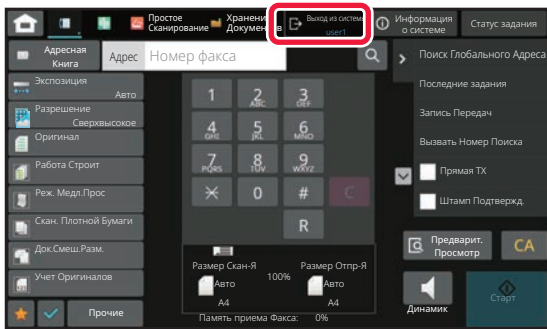 Простое
Сканирование
Хранени
Документ в
Выход из систем
user1
Информация
о системе
Статус задания
Адресная
Книга
Адрес
Номер факса
Поиск Глобального Адреса
Экспозиция
Авто
Последние задания
Разрешение
Сверхвысокое
Запись Передач
Оригинал
Вызвать Номер Поиска
Работа Строит
Прямая TX
Реж. Медл.Прос
Штамп Подтвержд.
Скан. Плотной Бумаги
Док.Смеш.Разм.
Учет Оригиналов
Прочие
1
2
ABC
3
DEF
4
GHI
5
JKL
6
MNO
7
PQRS
8
TUV
9
WXYZ
0
#
C
R
Размер Скан-Я
100%
Размер Отпр-Я
Авто
A4
Авто
A4
Память приема Факса: 0%
Предварит.
Просмотр
CA
Динамик
Старт